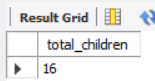 Result Grid
total_children
16